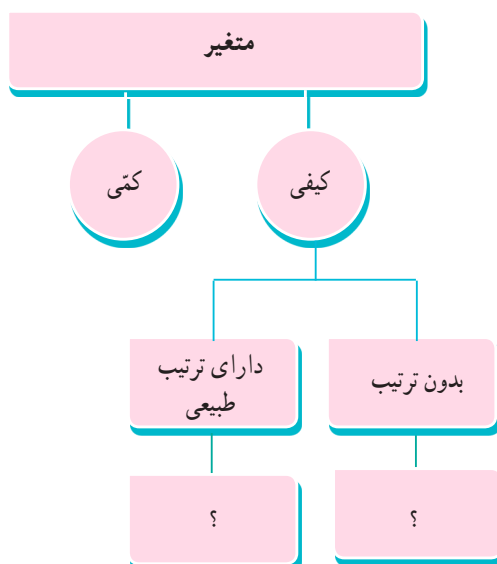 متغیر
کیفی
کمّی
بدون ترتیب
دارای ترتیب
طبیعی
؟
؟